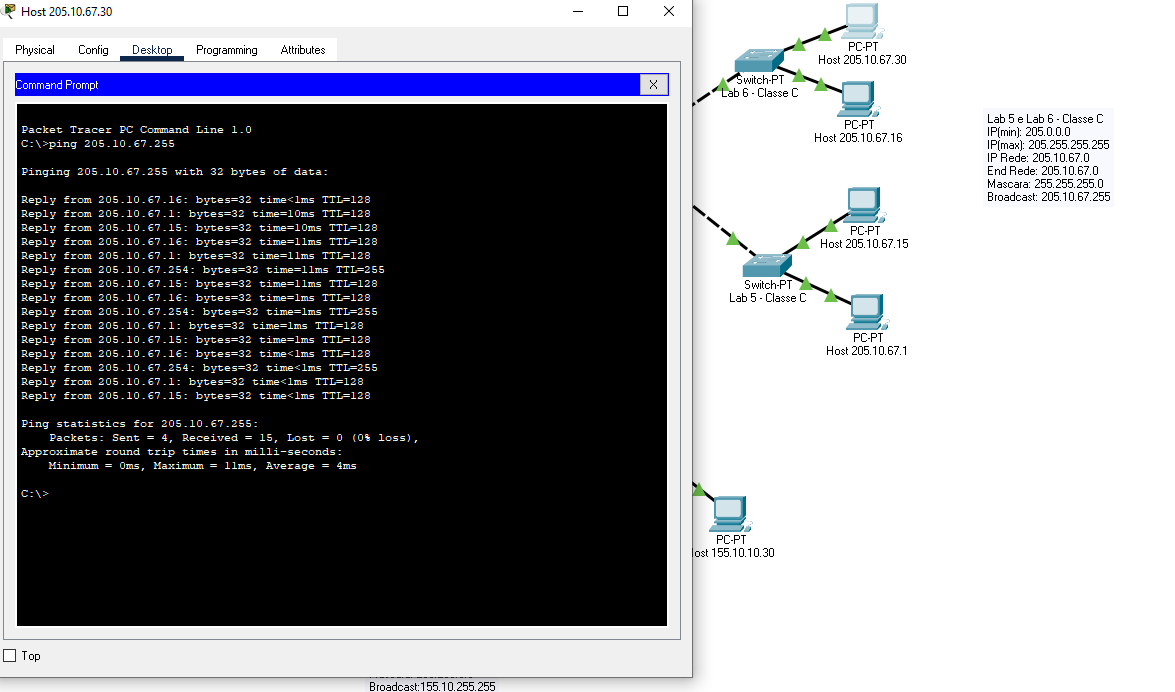 Host 205.10.67.30
Physical Config Desktop Programming Attributes
Command Prompt
X
Packet Tracer PC Command Line 1.0
C:\>ping 205.10.67.255
Pinging 205.10.67.255 with 32 bytes of data:
Reply from 205.10.67.16: bytes=32 time<1ms TTL=128
Reply from 205.10.67.1: bytes=32 time=10ms TTL=128
Reply from 205.10.67.15: bytes=32 time=10ms TTL=128
Reply from 205.10.67.16: bytes=32 time=11ms TTL=128
Reply from 205.10.67.1: bytes=32 time=11ms TTL=128
Reply from 205.10.67.254: bytes=32 time=11ms TTL=255
Reply from 205.10.67.15: bytes=32 time=11ms TTL=128
Reply from 205.10.67.16: bytes=32 time=1ms TTL=128
Reply from 205.10.67.254: bytes=32 time=1ms TTL=255
Reply from 205.10.67.1: bytes=32 time=1ms TTL=128
Reply from 205.10.67.15: bytes=32 time=1ms TTL=128
Reply from 205.10.67.16: bytes=32 time<1ms TTL=128
Reply from 205.10.67.254: bytes=32 time<1ms TTL=255
Reply from 205.10.67.1: bytes=32 time<1ms TTL=128
Reply from 205.10.67.15: bytes=32 time<1ms TTL=128
Ping statistics for 205.10.67.255:
Packets: Sent = 4, Received = 15, Lost = 0 (0% loss),
Approximate round trip times in milli-seconds:
Minimum = 0ms, Maximum = 11ms, Average = 4ms
C:\>
Top
PC-PT
Host 205.10.67.30
Switch-PT
Lab 6 - Classe C
PC-PT
Host 205.10.67.16
Lab 5 e Lab 6 - Classe C
IP(min): 205.0.0.0
IP(max): 205.255.255.255
IP Rede: 205.10.67.0
End Rede: 205.10.67.0
Mascara: 255.255.255.0
Broadcast: 205.10.67.255
PC-PT
Host 205.10.67.15
Switch-PT
Lab 5 - Classe C
PC-PT
Host 205.10.67.1
PC-PT
ost 155.10.10.30
Broadcast:155.10.255.255